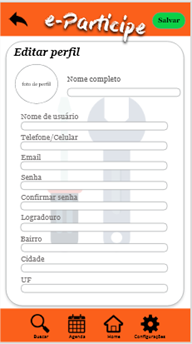 e-Participe
Salvar
Editar perfil
foto de perfil
Nome completo
Nome de usuário
Telefone/Celular
Email
Senha
Confirmar senha
Logradouro
Bairro
Cidade
UF
Buscar Agenda Home Configurações